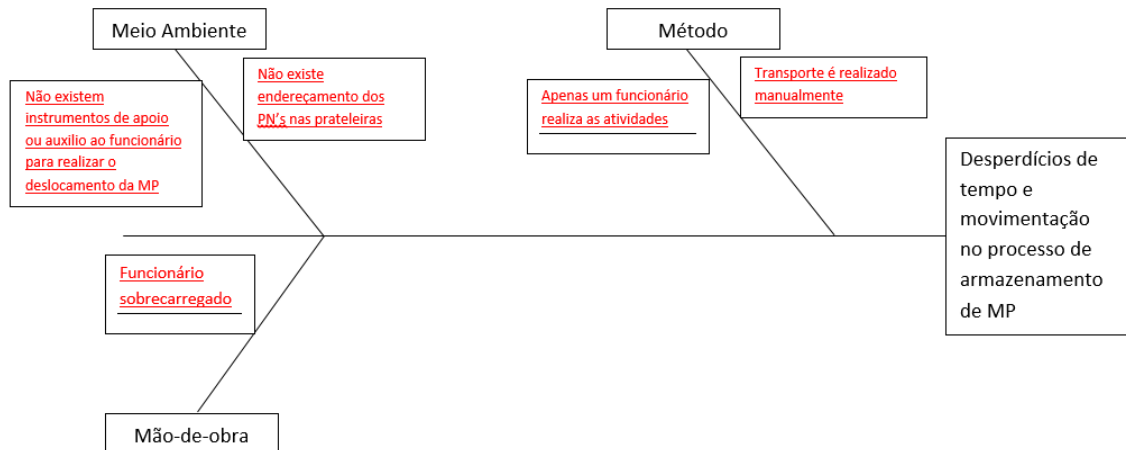 Meio Ambiente
Método
Não existem
instrumentos de apoio
ou auxilio ao funcionário
para realizar o
deslocamento da MP
Não existe
endereçamento dos
PN's nas prateleiras
Apenas um funcionário
realiza as atividades
Transporte é realizado
manualmente
Desperdícios de
tempo e
movimentação
no processo de
armazenamento
de MP
Funcionário
sobrecarregado
Mão-de-obra